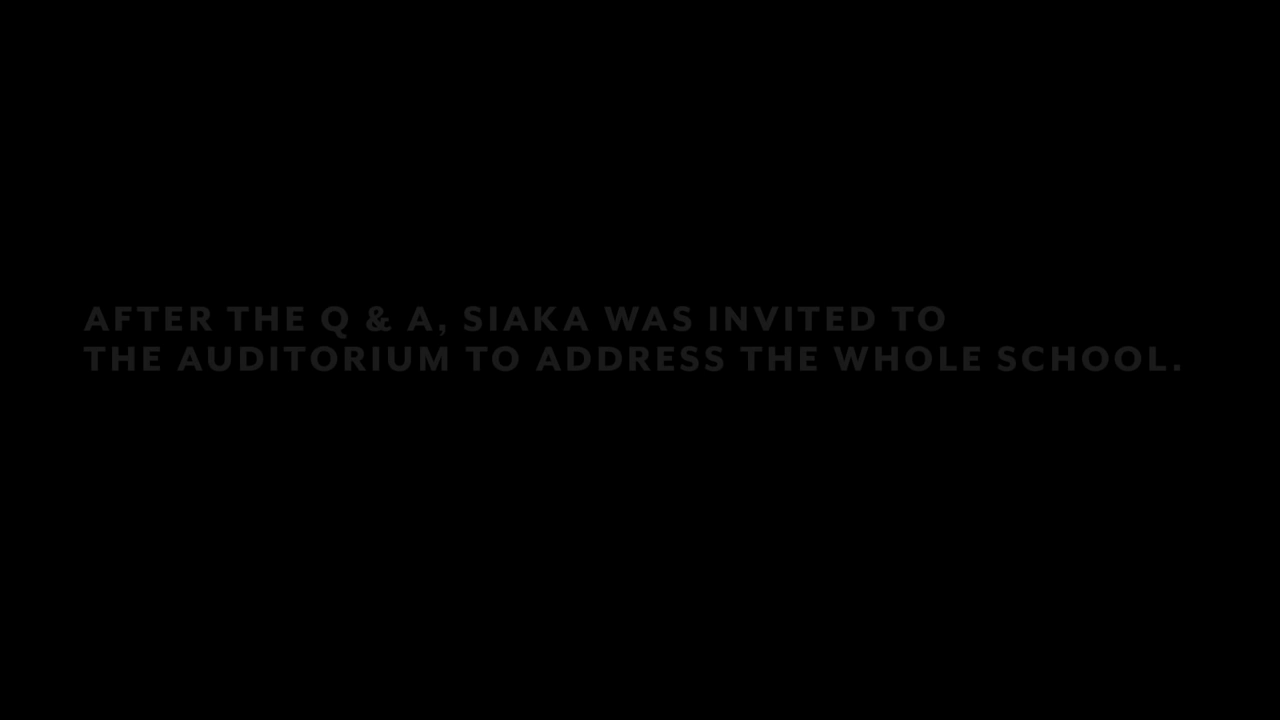 AFTER THE Q & A, SIAKA WAS INVITED TO
THE AUDITORIUM TO ADDRESS THE WHOLE SCHOOL.